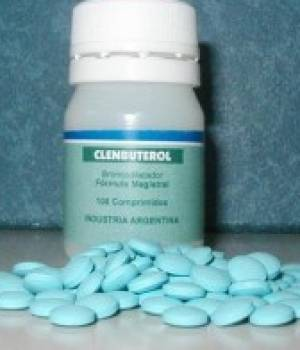 CLENBUTEROL
Broncodilatador
Fórmula Magistral
100 Comprimidos
INDUSTRIA ARGENTINA